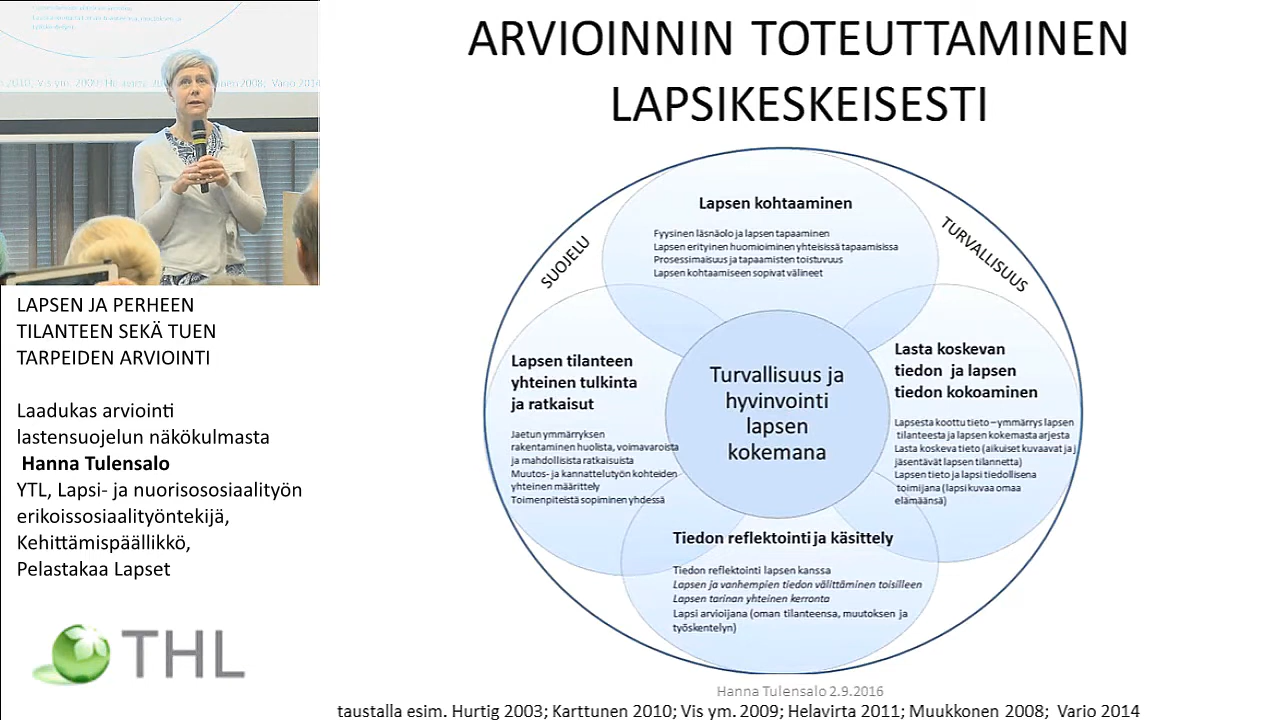 ARVIOINNIN TOTEUTTAMINEN
LAPSIKESKEISESTI
LAPSEN JA PERHEEN
TILANTEEN SEKÄ TUEN
TARPEIDEN ARVIOINTI
Laadukas arviointi
lastensuojelun näkökulmasta
Hanna Tulensalo
YTL, Lapsi- ja nuorisososiaalityön
erikoissosiaalityöntekijä,
Kehittämispäällikkö,
Pelastakaa Lapset
THL
SUOJELU
TURVALLISUUS
Lapsen kohtaaminen
Fyysinen läsnäolo ja lapsen tapaaminen
Lapsen erityinen huomioiminen yhteisissä tapaamisissa
Prosessimaisuus ja tapaamisten toistuvuus
Lapsen kohtaamiseen sopivat välineet
Lapsen tilanteen
yhteinen tulkinta
ja ratkaisut
Jaetun ymmärryksen
rakentaminen huolista, voimavaroista
ja mahdollisista ratkaisuista
Muutos- ja kannattelutyön kohteiden
yhteinen määrittely
Toimenpiteistä sopiminen yhdessä
Turvallisuus ja
hyvinvointi
lapsen
kokemana
Lasta koskevan
tiedon ja lapsen
tiedon kokoaminen
Lapsesta koottu tieto – ymmärrys lapsen
tilanteesta ja lapsen kokemasta arjesta
Lasta koskeva tieto (aikuiset kuvaavat ja j
jäsentävät lapsen tilannetta)
Lapsen tieto ja lapsi tiedollisena
toimijana (lapsi kuvaa omaa
elämäänsä)
Tiedon reflektointi ja käsittely
Tiedon reflektointi lapsen kanssa
Lapsen ja vanhempien tiedon välittäminen toisilleen
Lapsen tarinan yhteinen kerronta
Lapsi arvioijana (oman tilanteensa, muutoksen ja
työskentelyn)
Hanna Tulensalo 2.9.2016
taustalla esim. Hurtig 2003; Karttunen 2010; Vis ym. 2009; Helavirta 2011; Muukkonen 2008; Vario 2014